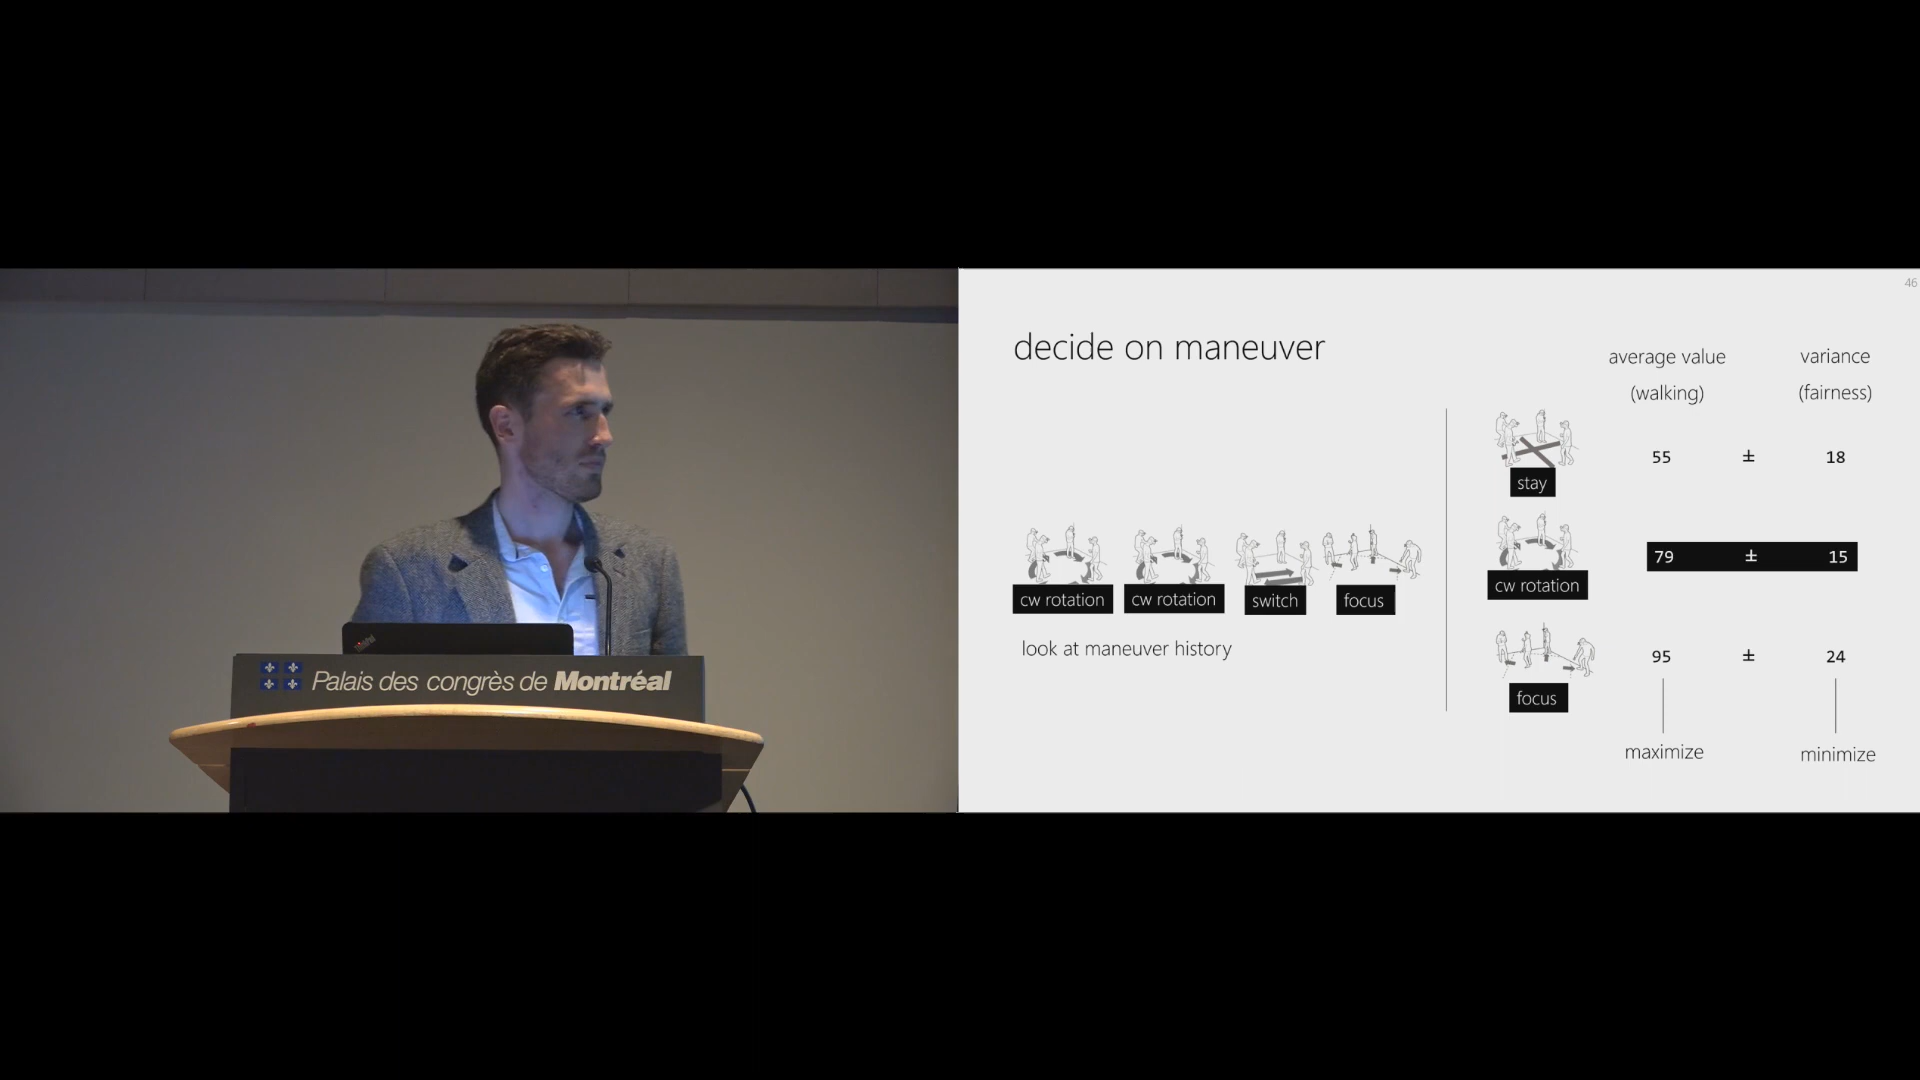 Palais des congrès de Montréal
46
decide on maneuver
average value
(walking)
variance
(fairness)
stay
55 ± 18
cw rotation
79 ± 15
focus
95 ± 24
maximize
minimize
cw rotation
cw rotation
switch
focus
look at maneuver history